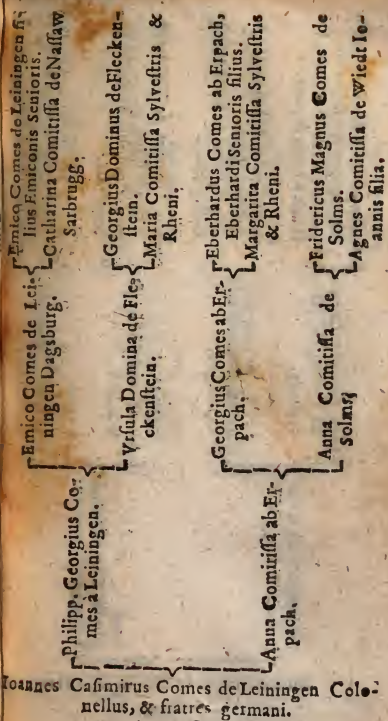 Emico Comes de Leiningen fi-
lius Emiconis Senioris.
Catharina Comitissa de Nassaw
Sarbrugg.
Georgius Dominus de Flecken-
stein.
Maria Comitissa Sylvestris &
Rheni.
Eberhardus Comes ab Erpach,
Eberhardi Senioris filius.
Margarita Comitissa Sylvestris
& Rheni.
Fridericus Magnus Comes de
Solms.
Agnes Comitissa de Wiedt Io-
annis filia.
Emico Comes de Lei-
ningen Dagsburg.
Vrsula Domina de Fle-
ckenstein.
Georgius Comes ab Er-
pach.
Anna Comitissa de
Solms.
Philipp. Georgius Co-
mes à Leiningen.
Anna Comitissa ab Er-
pach.
Ioannes Casimirus Comes de Leiningen Colo-
nellus, & fratres germani.